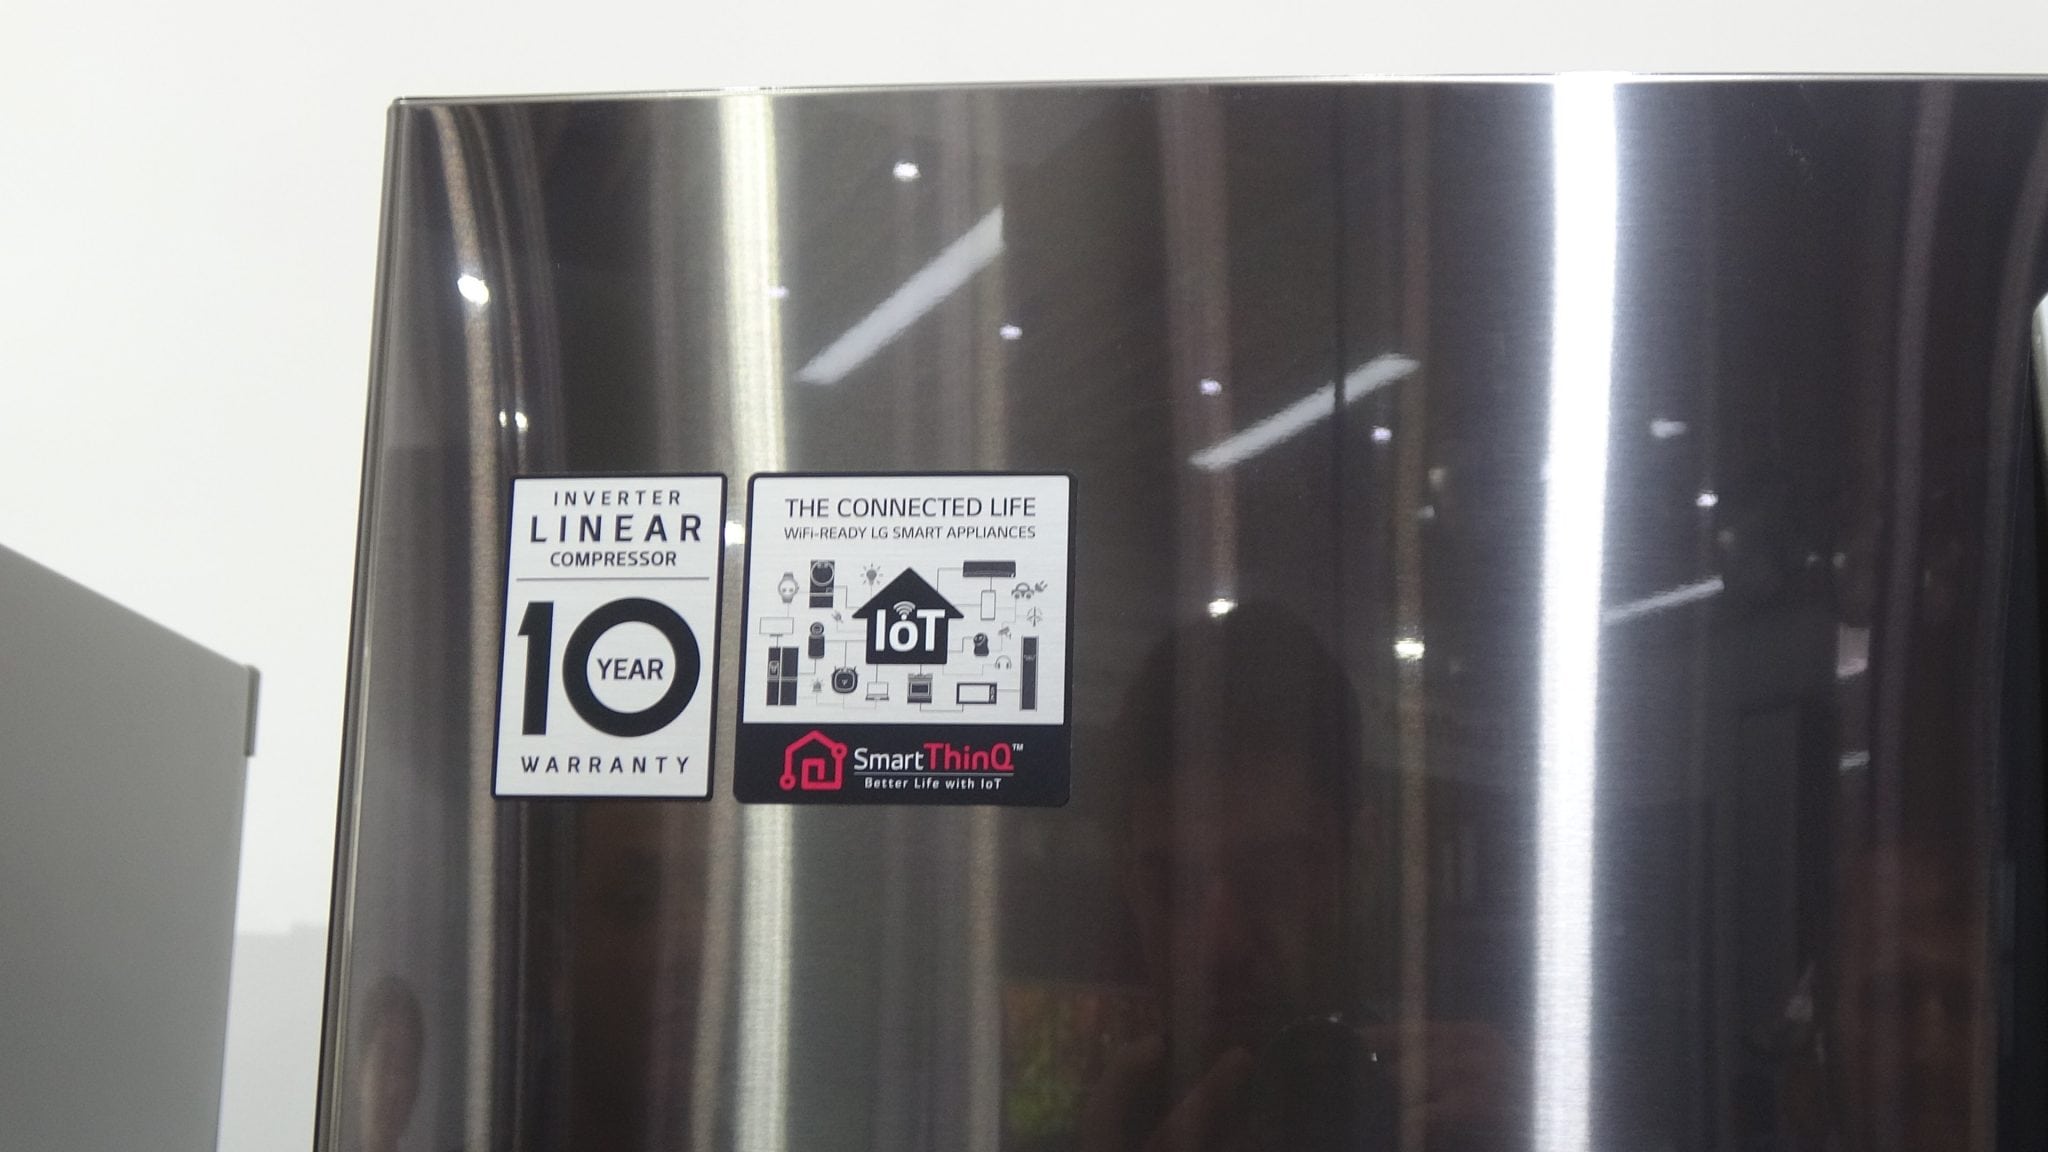 INVERTER
LINEAR
COMPRESSOR
10
YEAR
WARRANTY
THE CONNECTED LIFE
WiFi-READY LG SMART APPLIANCES
IoT
SmartThinQ™
Better Life with IoT